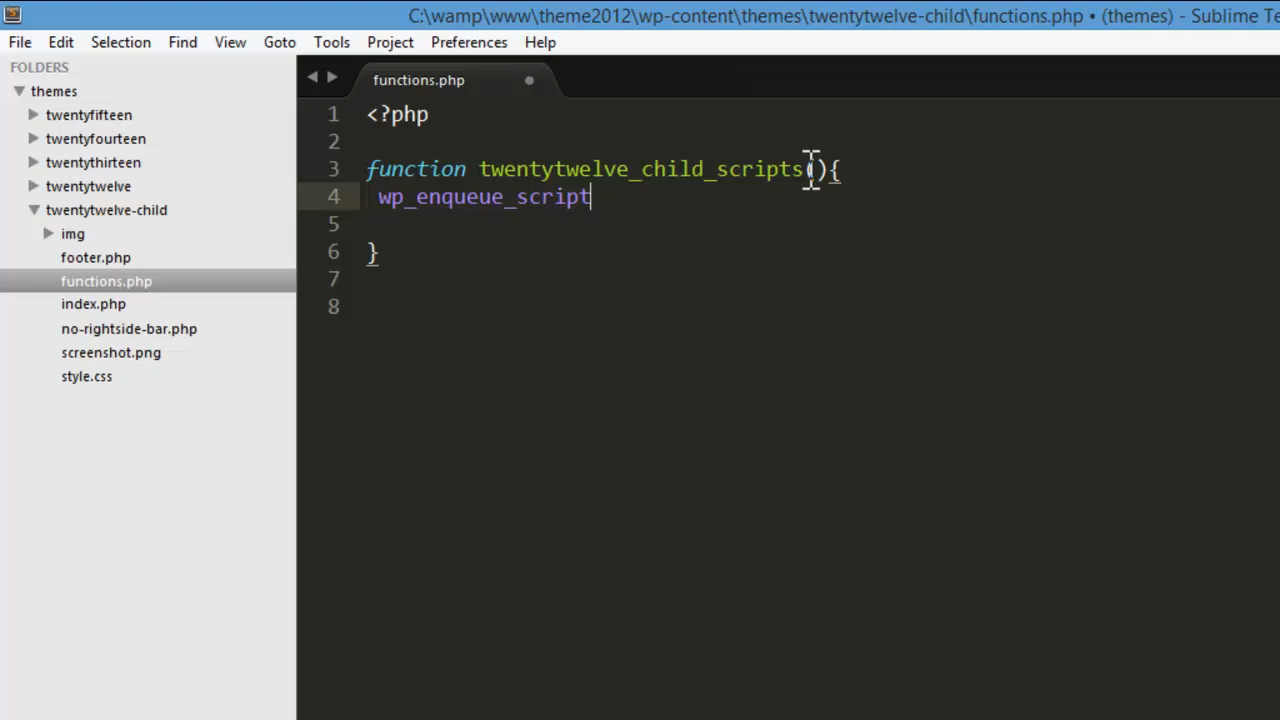 C:\wamp\www\theme2012\wp-content\themes\twentytwelve-child\functions.php • (themes) - Sublime Te
File Edit Selection Find View Goto Tools Project Preferences Help
FOLDERS
themes
twentyfifteen
twentyfourteen
twentythirteen
twentytwelve
twentytwelve-child
img
footer.php
functions.php
index.php
no-rightside-bar.php
screenshot.png
style.css
functions.php
1 <?php
2
3 function twentytwelve_child_scripts(){
4 wp_enqueue_script
5
6 }
7
8